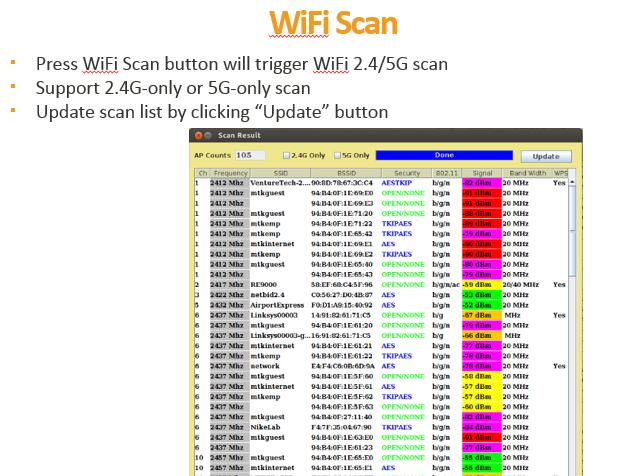 WiFi Scan
Press WiFi Scan button will trigger WiFi 2.4/5G scan
Support 2.4G-only or 5G-only scan
Update scan list by clicking “Update” button
Scan Result
AP Counts 105 2.4G Only 5G Only Done Update
Ch Frequency SSID BSSID Security 802.11 Signal Band Width WPS
1 2412 Mhz VentureTech-2.... 90:8D:78:67:3C:C4 AESTKIP b/g/n -92 dBm 20 MHz Yes
1 2412 Mhz mtkguest 94:B4:0F:1E:69:E0 OPEN/NONE b/g/n -91 dBm 20 MHz
1 2412 Mhz 94:B4:0F:1E:69:E3 OPEN/NONE b/g/n -91 dBm 20 MHz
1 2412 Mhz mtkguest 94:B4:0F:1E:71:20 OPEN/NONE b/g/n -88 dBm 20 MHz
1 2412 Mhz mtkemp 94:B4:0F:1E:71:22 TKIPAES b/g/n 20 MHz
1 2412 Mhz mtkemp 94:B4:0F:1E:65:42 TKIPAES b/g/n -79 dBm 20 MHz
1 2412 Mhz mtkinternet 94:B4:0F:1E:69:E1 AES b/g/n 20 MHz
1 2412 Mhz mtkemp 94:B4:0F:1E:69:E2 TKIPAES b/g/n 20 MHz
1 2412 Mhz mtkguest 94:B4:0F:1E:65:40 OPEN/NONE b/g/n -80 dBm 20 MHz
1 2412 Mhz 94:B4:0F:1E:65:43 OPEN/NONE b/g/n -79 dBm 20 MHz
2 2417 Mhz RE9000 58:EF:68:C4:5F:96 OPEN/NONE b/g/n/ac -59 dBm 20/40 MHz Yes
3 2422 Mhz netbid2.4 C0:56:27:D0:4B:87 AES b/g/n -53 dBm 20 MHz
5 2432 Mhz AirportExpress F0:D1:A9:15:40:92 AES b/g/n -52 dBm 20 MHz
6 2437 Mhz Linksys00003 14:91:82:61:71:C5 OPEN/NONE b/g/n -67 dBm MHz Yes
6 2437 Mhz mtkguest 94:B4:0F:1E:61:20 OPEN/NONE b/g/n -79 dBm 20 MHz
6 2437 Mhz Linksys00003-g... 16:91:82:61:71:C5 OPEN/NONE b/g -66 dBm MHz
6 2437 Mhz mtkinternet 94:B4:0F:1E:61:21 AES b/g/n -77 dBm 20 MHz
6 2437 Mhz mtkemp 94:B4:0F:1E:61:22 TKIPAES b/g/n -78 dBm 20 MHz
6 2437 Mhz network E4:F4:C6:0B:6D:9A AES b/g/n -78 dBm 20 MHz Yes
6 2437 Mhz mtkguest 94:B4:0F:1E:5F:60 OPEN/NONE b/g/n -58 dBm 20 MHz
6 2437 Mhz mtkinternet 94:B4:0F:1E:5F:61 AES b/g/n -57 dBm 20 MHz
6 2437 Mhz mtkemp 94:B4:0F:1E:5F:62 TKIPAES b/g/n -57 dBm 20 MHz
6 2437 Mhz 94:B4:0F:1E:5F:63 OPEN/NONE b/g/n -60 dBm 20 MHz
6 2437 Mhz mtkguest 94:B4:0F:27:11:40 OPEN/NONE b/g/n -82 dBm 20 MHz
6 2437 Mhz NikeLab F4:7F:35:04:67:90 TKIPAES b/g/n -84 dBm 20 MHz
6 2437 Mhz mtkguest 94:B4:0F:1E:63:E0 OPEN/NONE b/g/n -91 dBm 20 MHz
6 2437 Mhz 94:B4:0F:1E:61:23 OPEN/NONE b/g/n -77 dBm 20 MHz
10 2457 Mhz mtkguest 94:B4:0F:1E:65:E0 OPEN/NONE b/g/n -55 dBm 20 MHz
10 2457 Mhz mtkinternet 94:B4:0F:1E:65:E1 AES b/g/n -55 dBm 20 MHz